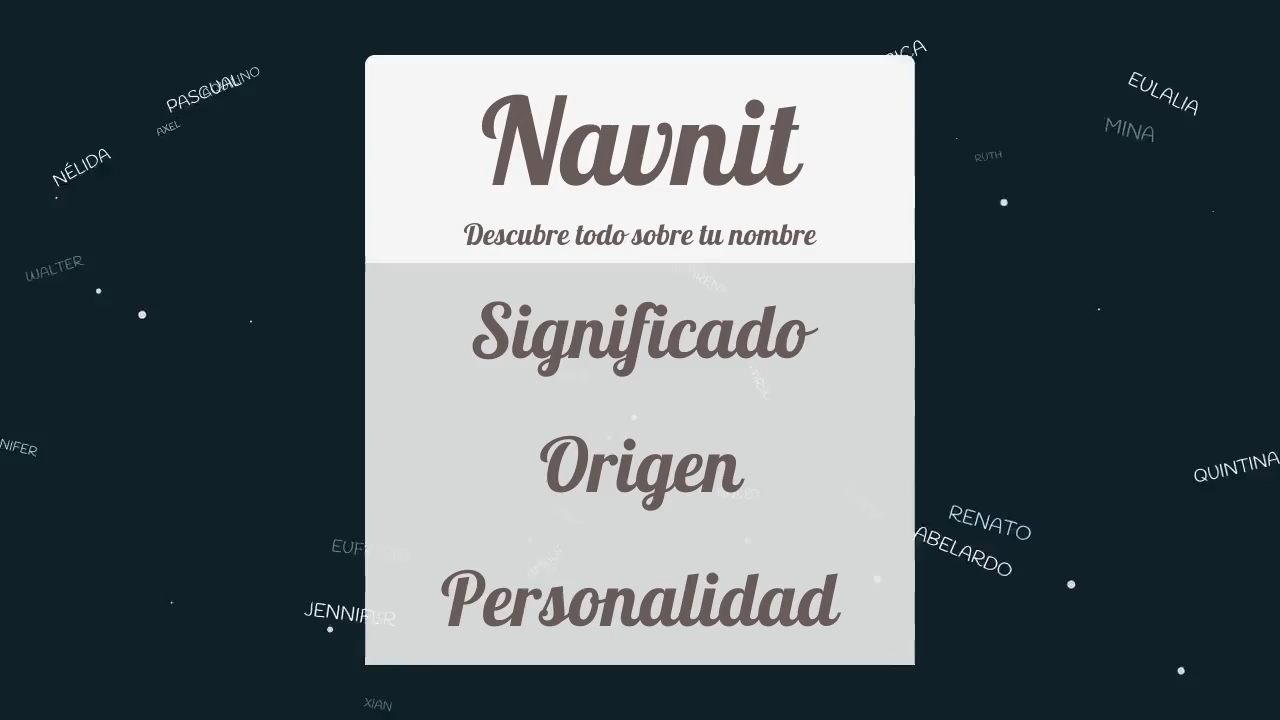 Navnit
Descubre todo sobre tu nombre
Significado
Origen
Personalidad
PASCUAL
AXEL
NÉLIDA
WALTER
EULALIA
MINA
RUTH
QUINTINA
RENATO
ABELARDO
JENNIFER
XIAN
NIFER